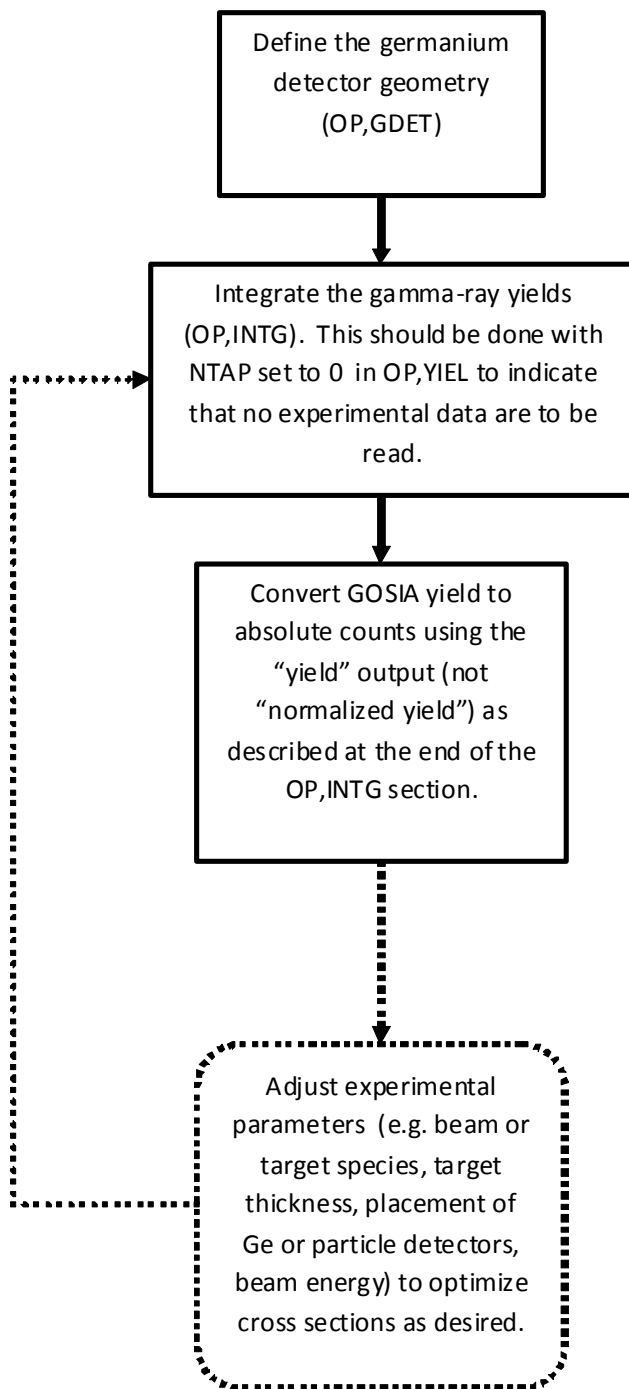 Define the germanium
detector geometry
(OP,GDET)
Integrate the gamma-ray yields
(OP,INTG).  This should be done with
NTAP set to 0 in OP,YIEL to indicate
that no experimental data are to be
read.
Convert GOSIA yield to
absolute counts using the
“yield” output (not
“normalized yield”) as
described at the end of the
OP,INTG section.
Adjust experimental
parameters (e.g. beam or
target species, target
thickness, placement of
Ge or particle detectors,
beam energy) to optimize
cross sections as desired.